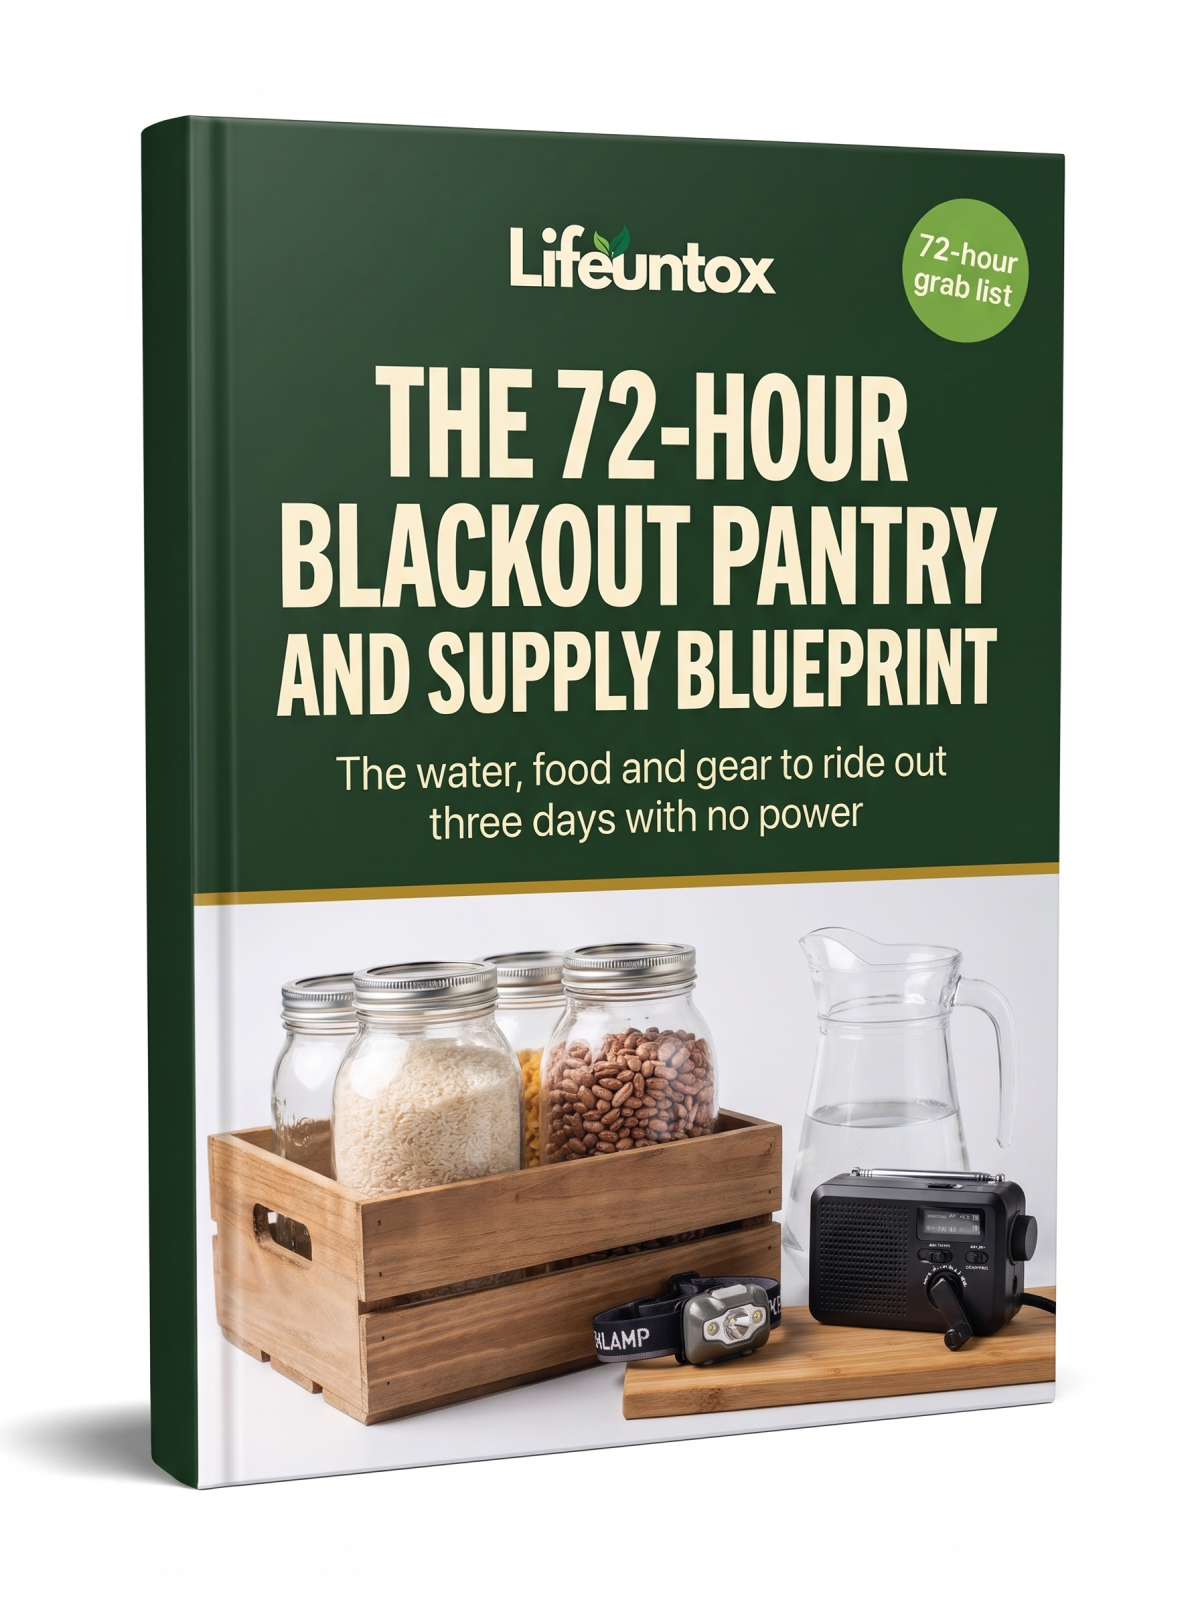 Lifeuntox
72-hour
grab list
THE 72-HOUR
BLACKOUT PANTRY
AND SUPPLY BLUEPRINT
The water, food and gear to ride out
three days with no power
LAMP